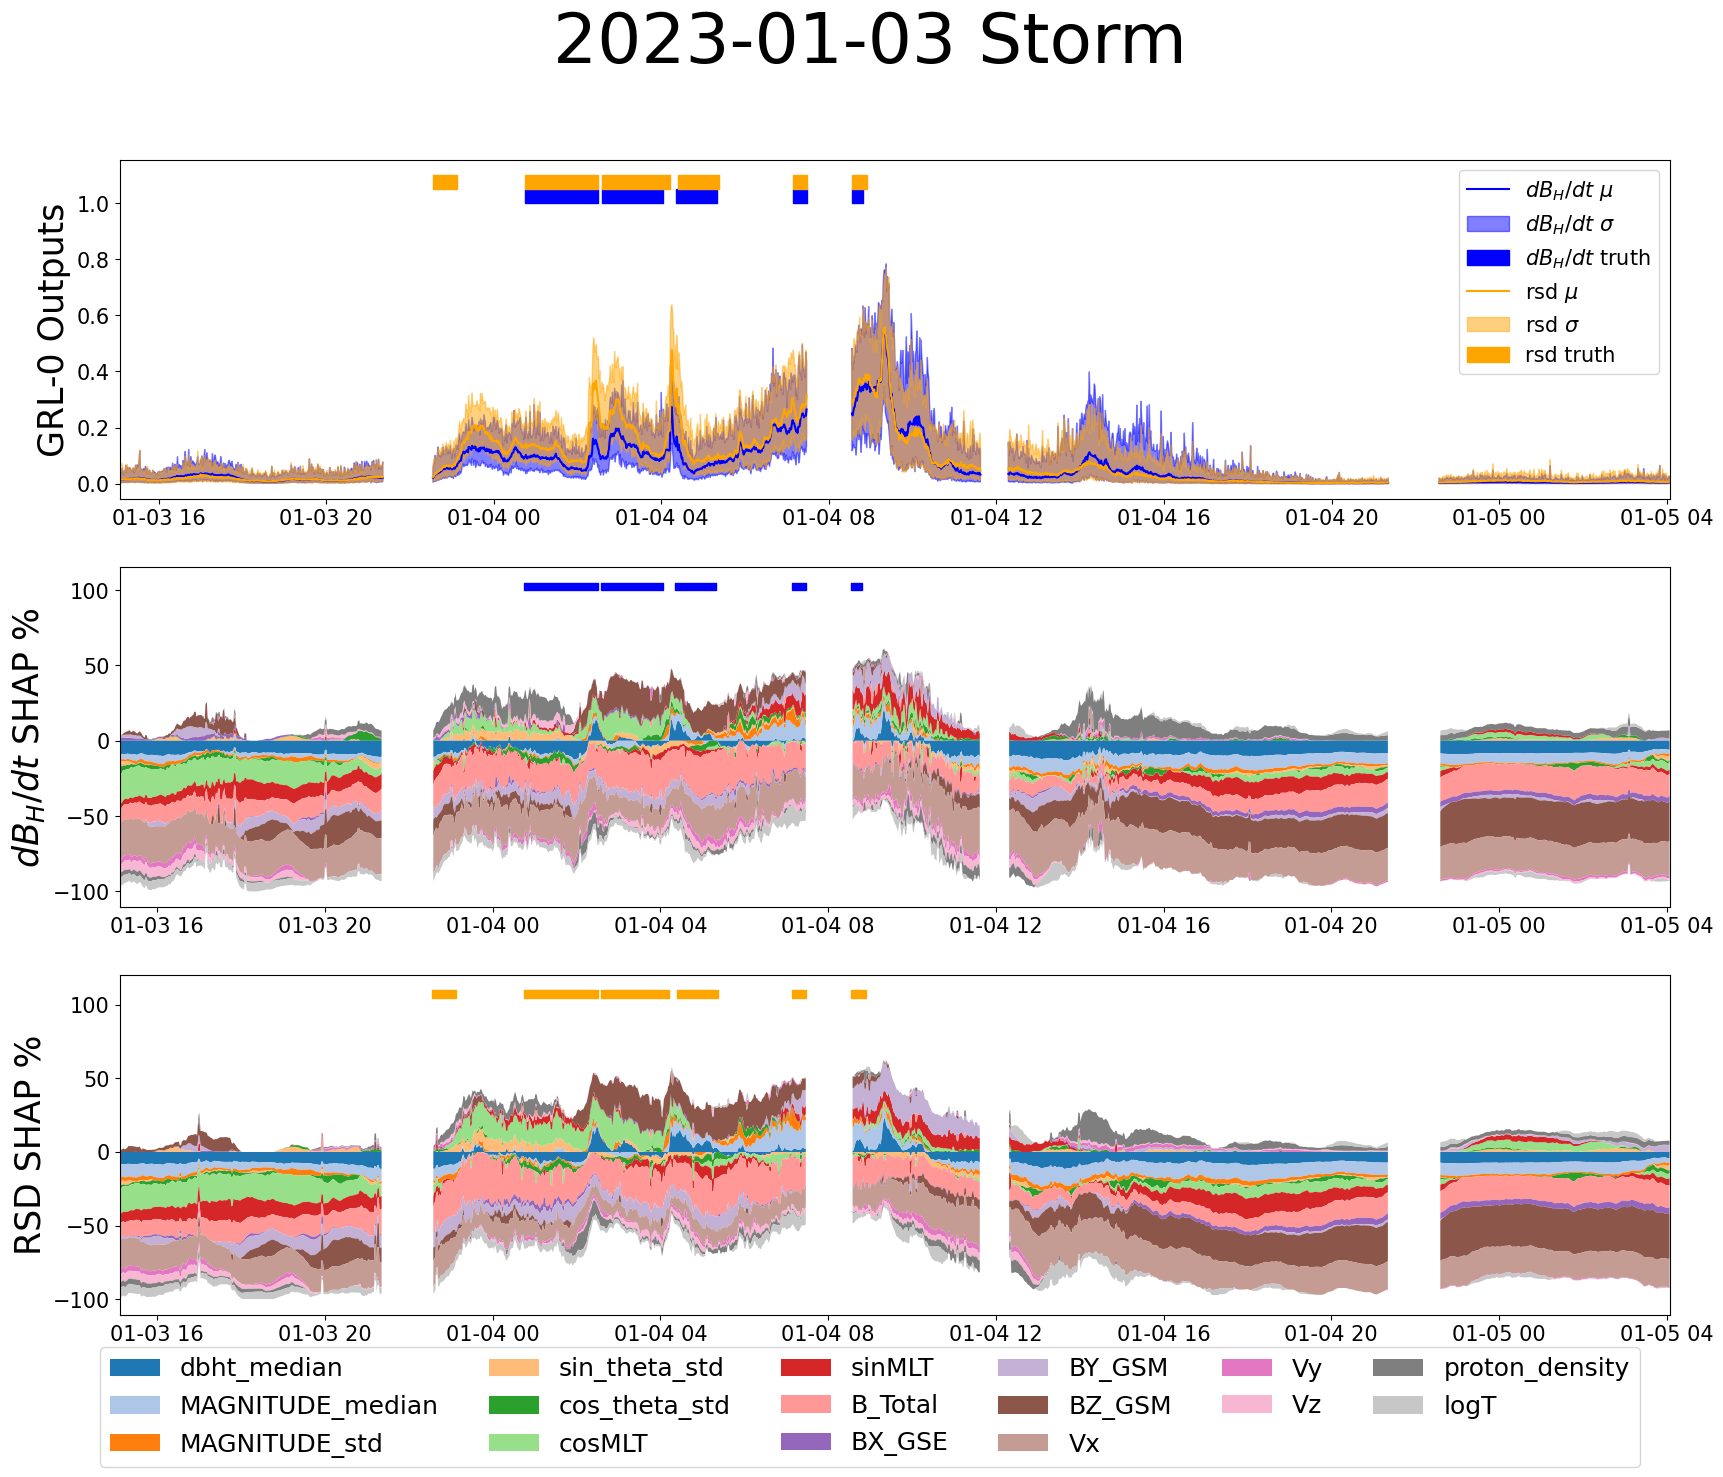 2023-01-03 Storm
GRL-0 Outputs
1.0
0.8
0.6
0.4
0.2
0.0
dB_H/dt μ
dB_H/dt σ
dB_H/dt truth
rsd μ
rsd σ
rsd truth
01-03 16 01-03 20 01-04 00 01-04 04 01-04 08 01-04 12 01-04 16 01-04 20 01-05 00 01-05 04
dB_H/dt SHAP %
100
50
0
−50
−100
01-03 16 01-03 20 01-04 00 01-04 04 01-04 08 01-04 12 01-04 16 01-04 20 01-05 00 01-05 04
RSD SHAP %
100
50
0
−50
−100
01-03 16 01-03 20 01-04 00 01-04 04 01-04 08 01-04 12 01-04 16 01-04 20 01-05 00 01-05 04
dbht_median sin_theta_std sinMLT BY_GSM Vy proton_density
MAGNITUDE_median cos_theta_std B_Total BZ_GSM Vz logT
MAGNITUDE_std cosMLT BX_GSE Vx